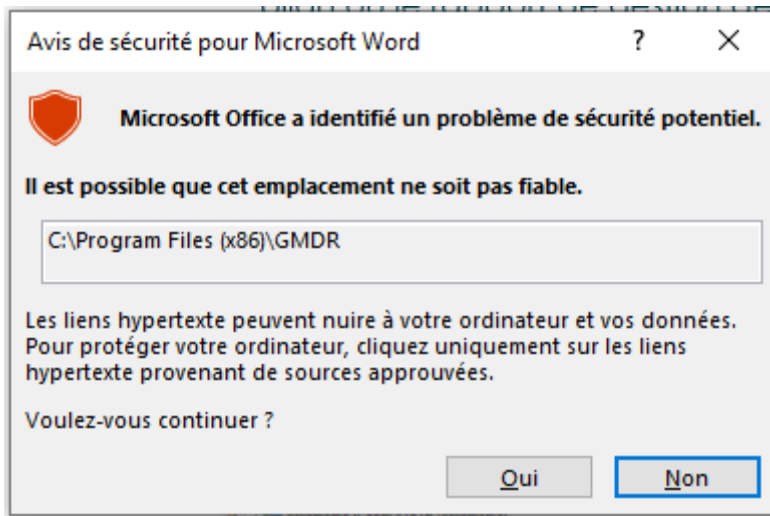 Avis de sécurité pour Microsoft Word
? X
Microsoft Office a identifié un problème de sécurité potentiel.
Il est possible que cet emplacement ne soit pas fiable.
C:\Program Files (x86)\GMDR
Les liens hypertexte peuvent nuire à votre ordinateur et vos données.
Pour protéger votre ordinateur, cliquez uniquement sur les liens
hypertexte provenant de sources approuvées.
Voulez-vous continuer ?
Oui Non